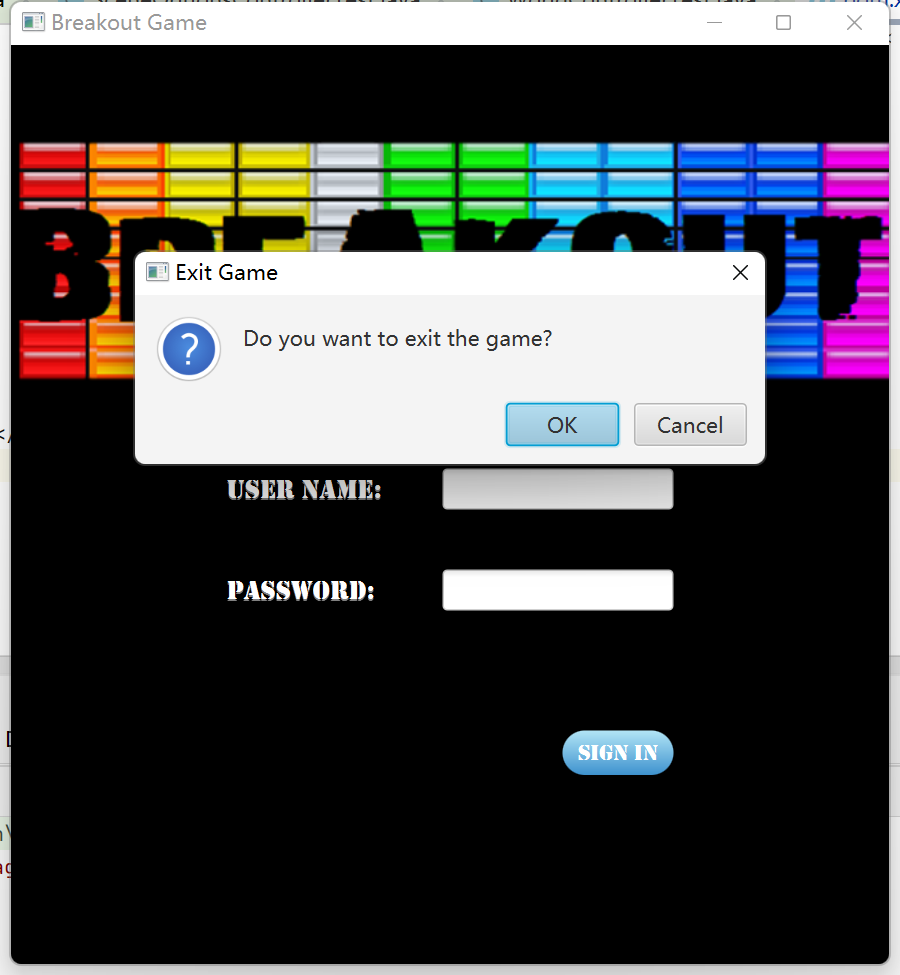 Breakout Game
BREAKOUT
Exit Game
Do you want to exit the game?
OK
Cancel
USER NAME:
PASSWORD:
SIGN IN